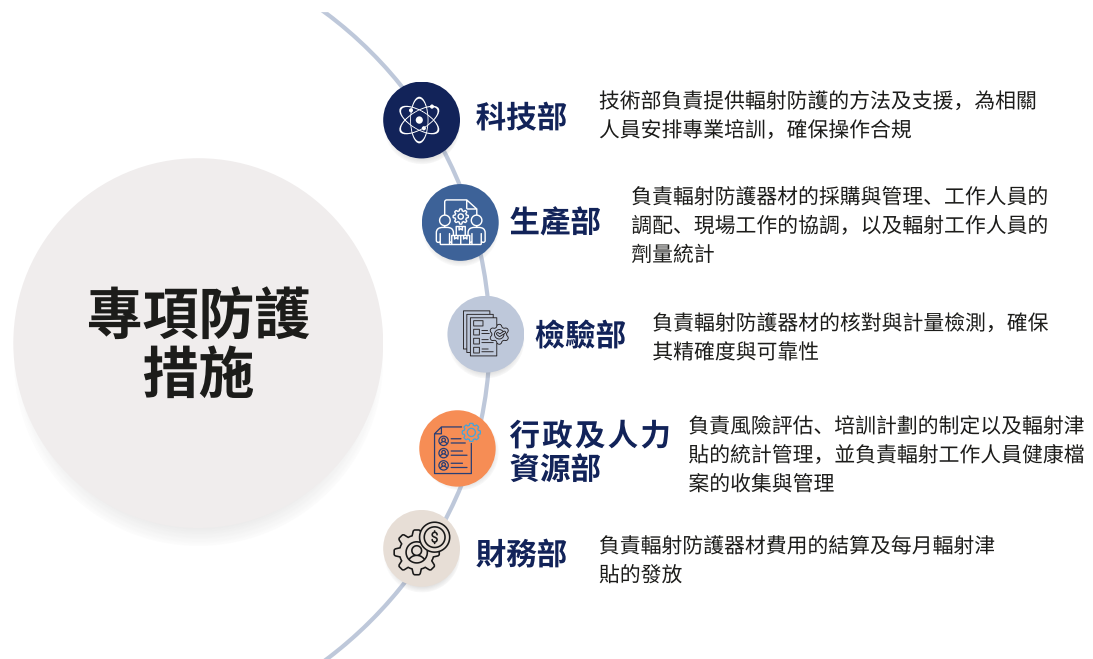 專項防護
措施
科技部
技術部負責提供輻射防護的方法及支援，為相關
人員安排專業培訓，確保操作合規
生產部
負責輻射防護器材的採購與管理、工作人員的
調配、現場工作的協調，以及輻射工作人員的
劑量統計
檢驗部
負責輻射防護器材的核對與計量檢測，確保
其精確度與可靠性
行政及人力
資源部
負責風險評估、培訓計劃的制定以及輻射津
貼的統計管理，並負責輻射工作人員健康檔
案的收集與管理
財務部
負責輻射防護器材費用的結算及每月輻射津
貼的發放
$